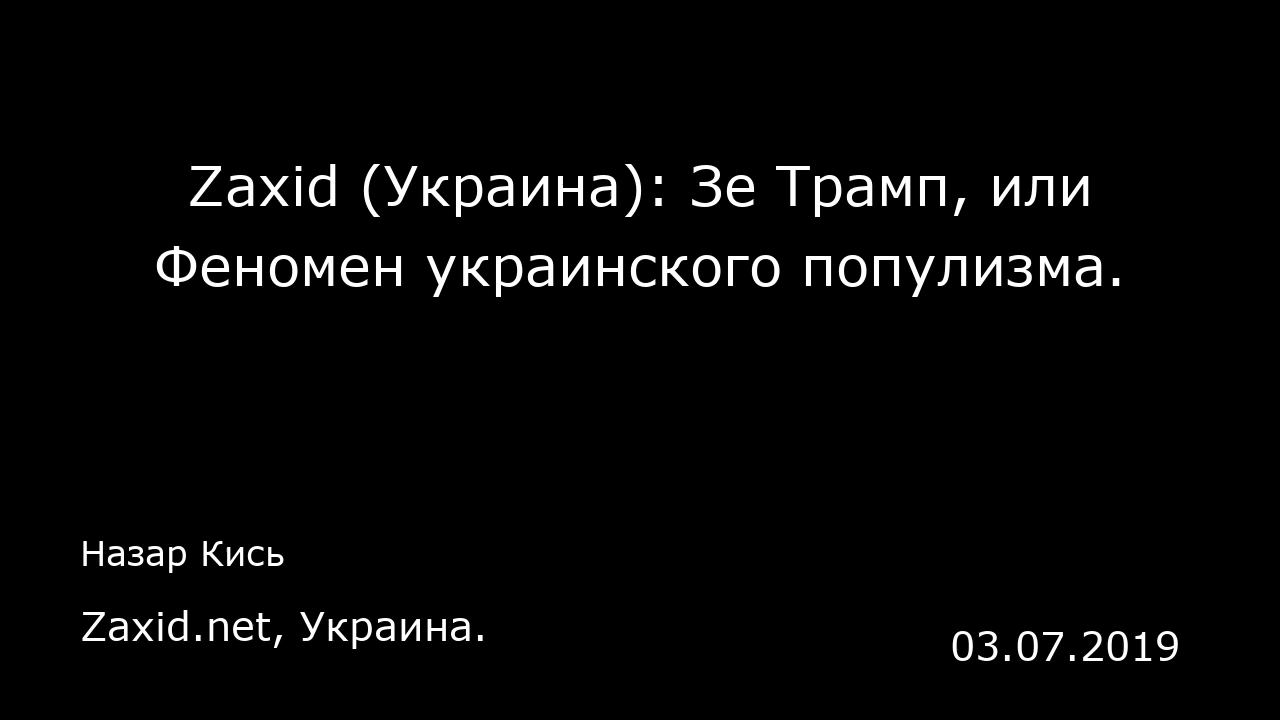 Zaxid (Украина): Зе Трамп, или
Феномен украинского популизма.
Назар Кись
Zaxid.net, Украина.
03.07.2019